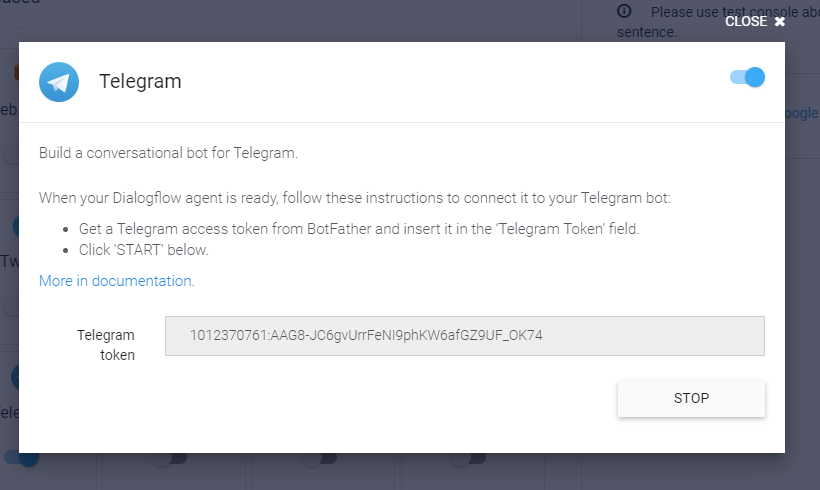 Please use test console abo
CLOSE ✖
sentence.
Telegram
eb
oogle
Build a conversational bot for Telegram.
When your Dialogflow agent is ready, follow these instructions to connect it to your Telegram bot:
• Get a Telegram access token from BotFather and insert it in the ‘Telegram Token’ field.
• Click ‘START’ below.
Tw
More in documentation.
Telegram token
1012370761:AAG8-JC6gvUrrFeNI9phKW6afGZ9UF_OK74
STOP
ele